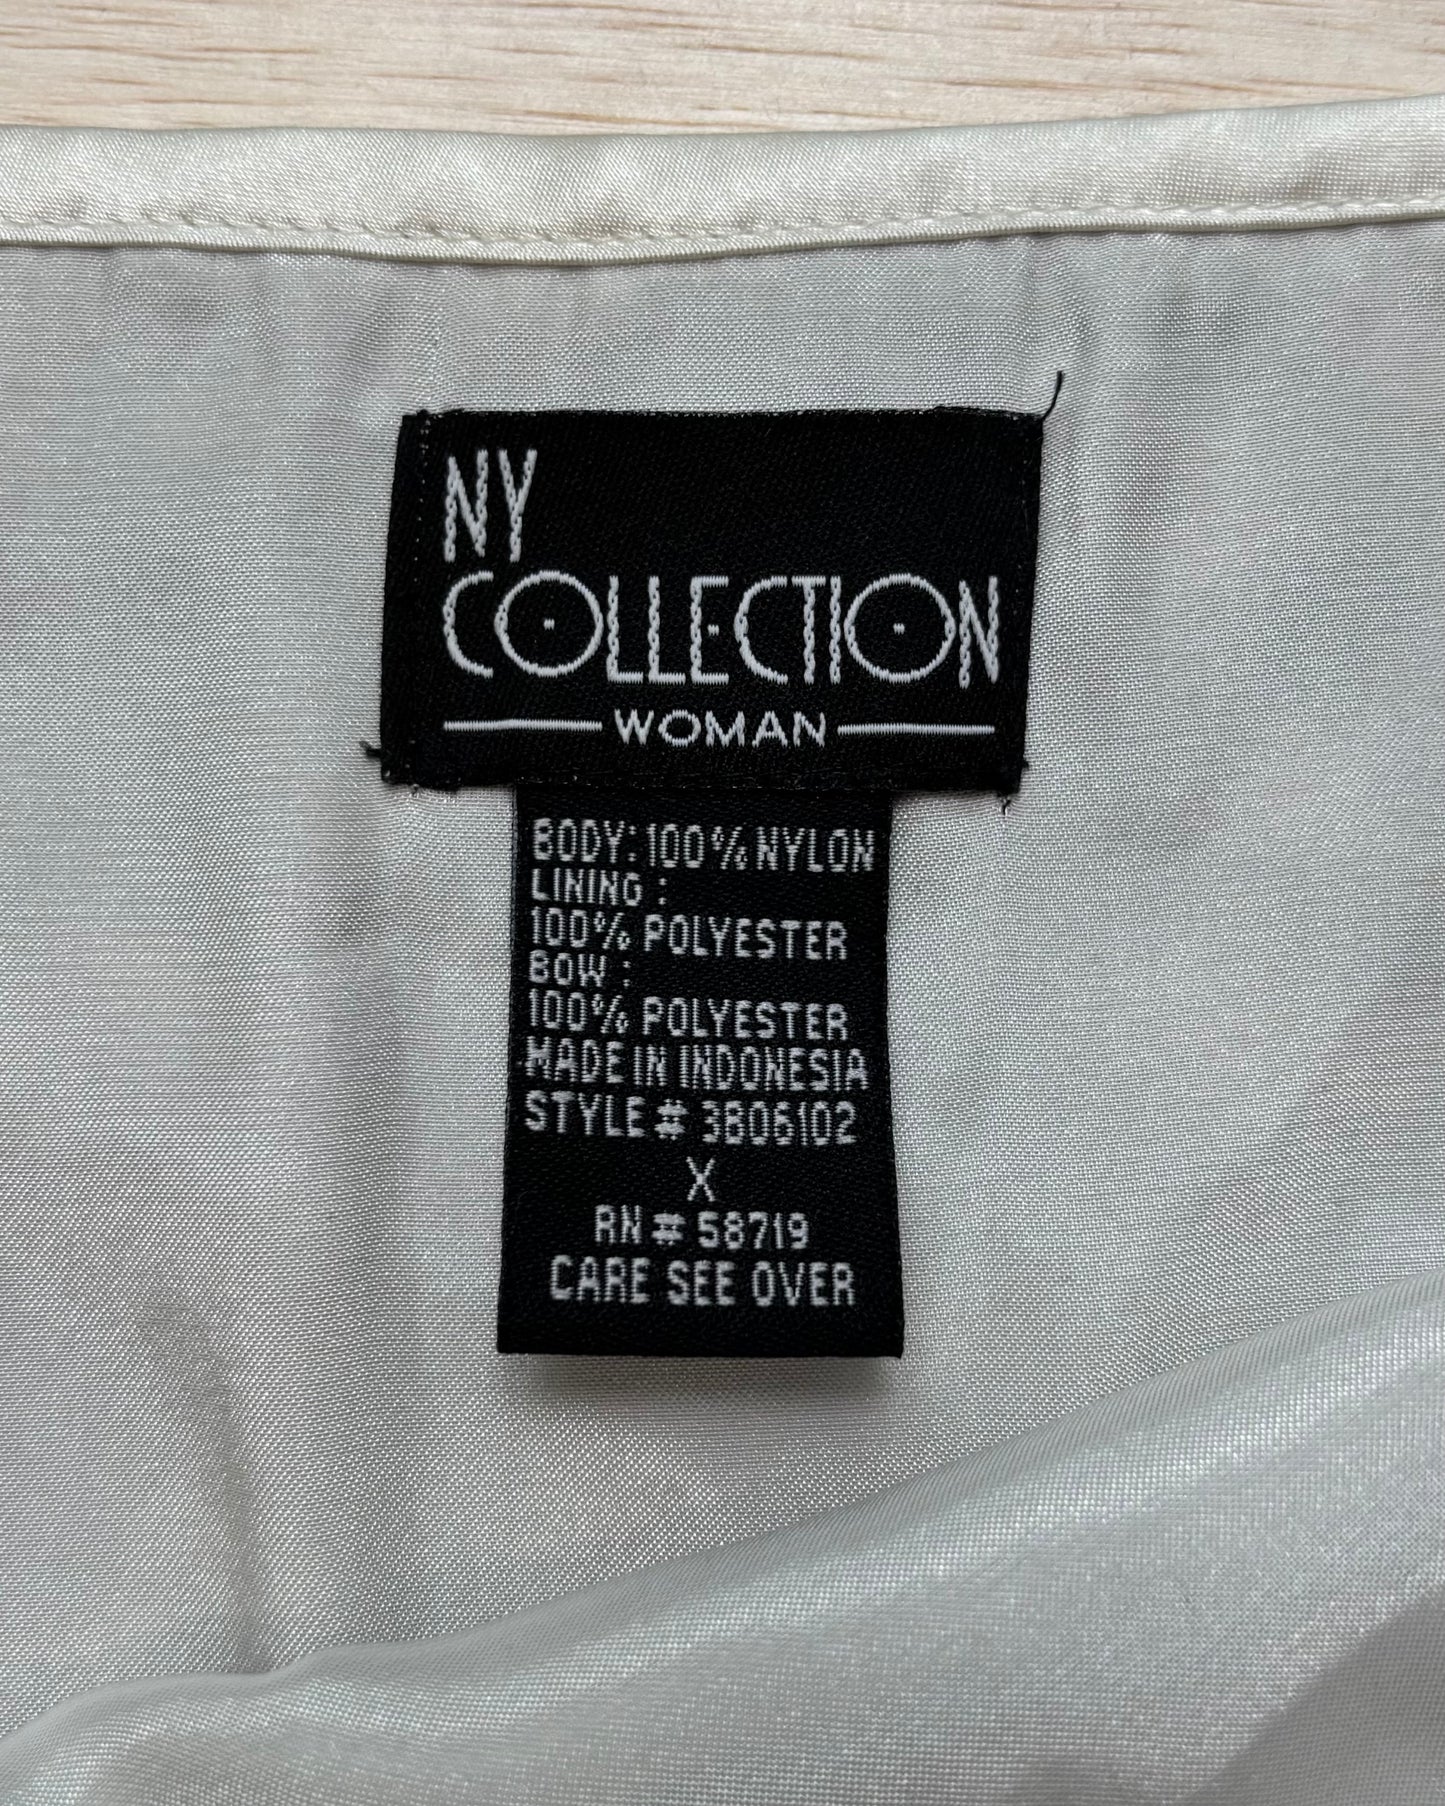 NY
COLLECTION
WOMAN
BODY: 100% NYLON
LINING :
100% POLYESTER
BOW :
100% POLYESTER
MADE IN INDONESIA
STYLE # 3B06102
X
RN # 58719
CARE SEE OVER